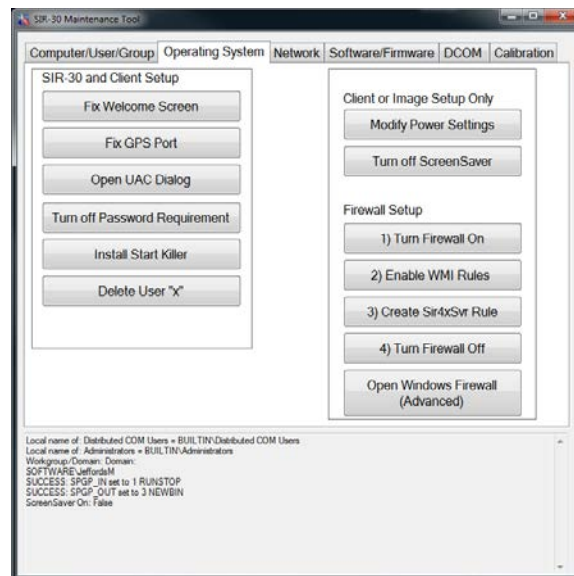 SIR-30 Maintenance Tool
Computer/User/Group Operating System Network Software/Firmware DCOM Calibration
SIR-30 and Client Setup
Fix Welcome Screen
Fix GPS Port
Open UAC Dialog
Turn off Password Requirement
Install Start Killer
Delete User "x"
Client or Image Setup Only
Modify Power Settings
Turn off ScreenSaver
Firewall Setup
1) Turn Firewall On
2) Enable WMI Rules
3) Create Sir4xSvr Rule
4) Turn Firewall Off
Open Windows Firewall
(Advanced)
Local name of: Distributed COM Users = BUILTIN\Distributed COM Users
Local name of: Administrators = BUILTIN\Administrators
Workgroup/Domain: Domain:
SOFTWARE\JeffordsM
SUCCESS: SPGP_IN set to 1 RUNSTOP
SUCCESS: SPGP_OUT set to 3 NEWBIN
ScreenSaver On: False